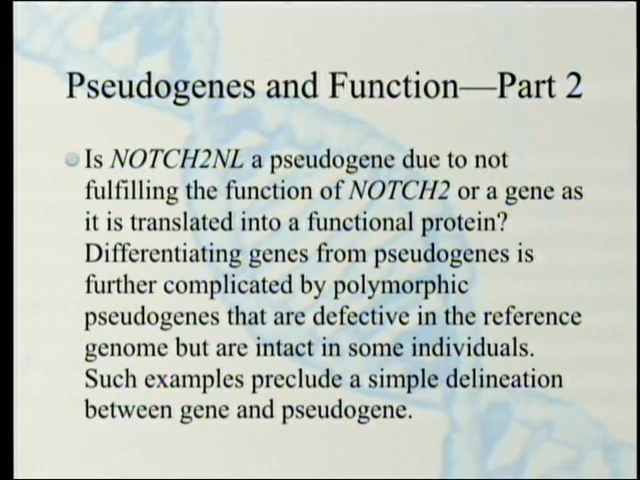 Pseudogenes and Function—Part 2
Is NOTCH2NL a pseudogene due to not
fulfilling the function of NOTCH2 or a gene as
it is translated into a functional protein?
Differentiating genes from pseudogenes is
further complicated by polymorphic
pseudogenes that are defective in the reference
genome but are intact in some individuals.
Such examples preclude a simple delineation
between gene and pseudogene.